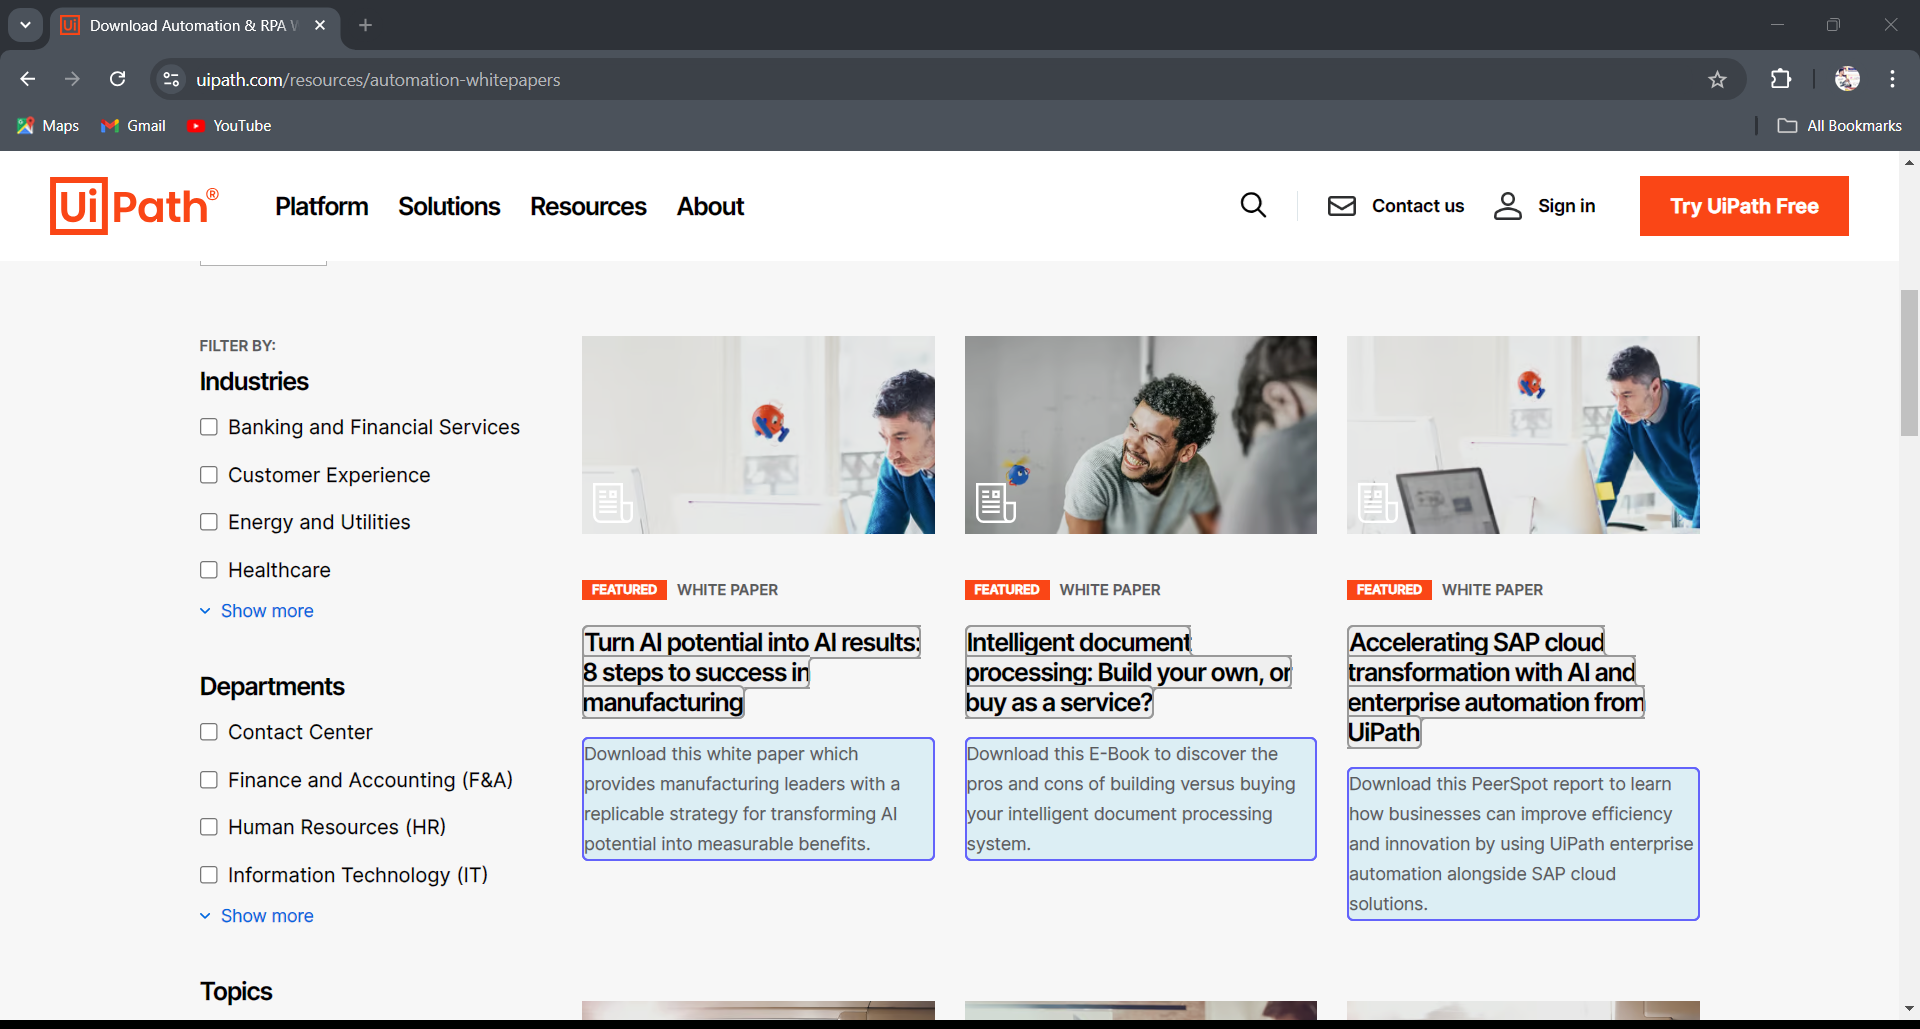 Download Automation & RPA W
uipath.com/resources/automation-whitepapers
Maps
Gmail
YouTube
All Bookmarks
UiPath®
Platform
Solutions
Resources
About
Contact us
Sign in
Try UiPath Free
FILTER BY:
Industries
Banking and Financial Services
Customer Experience
Energy and Utilities
Healthcare
Show more
Departments
Contact Center
Finance and Accounting (F&A)
Human Resources (HR)
Information Technology (IT)
Show more
Topics
FEATURED WHITE PAPER
Turn AI potential into AI results:
8 steps to success in
manufacturing
Download this white paper which
provides manufacturing leaders with a
replicable strategy for transforming AI
potential into measurable benefits.
FEATURED WHITE PAPER
Intelligent document
processing: Build your own, or
buy as a service?
Download this E-Book to discover the
pros and cons of building versus buying
your intelligent document processing
system.
FEATURED WHITE PAPER
Accelerating SAP cloud
transformation with AI and
enterprise automation from
UiPath
Download this PeerSpot report to learn
how businesses can improve efficiency
and innovation by using UiPath enterprise
automation alongside SAP cloud
solutions.